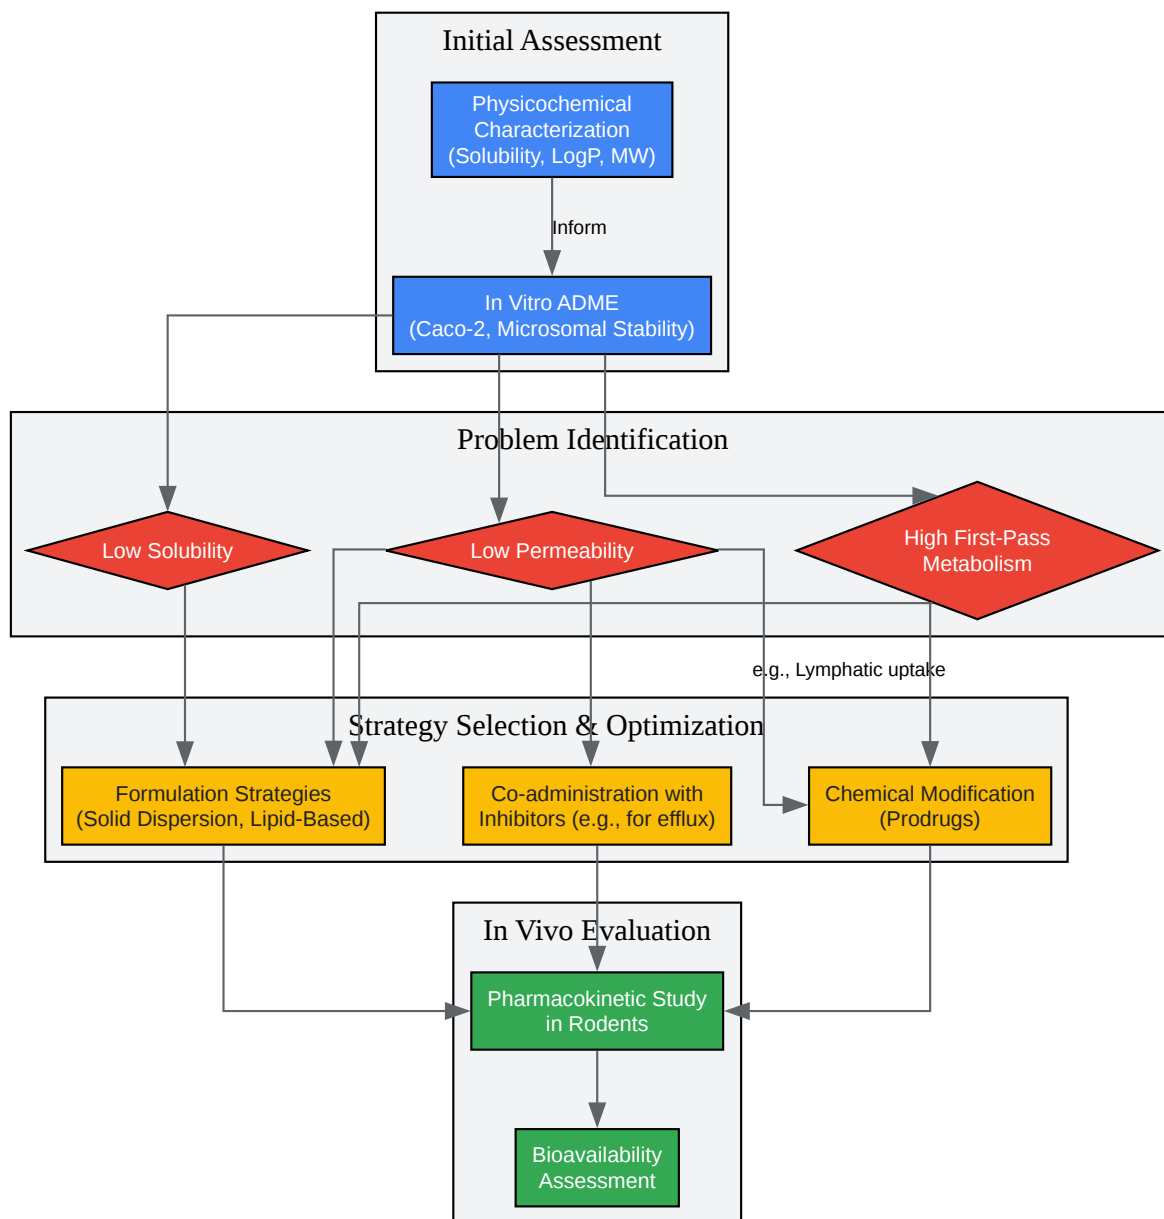 Initial Assessment
Physicochemical
Characterization
(Solubility, LogP, MW)
Inform
In Vitro ADME
(Caco-2, Microsomal Stability)
Problem Identification
Low Solubility
Low Permeability
High First-Pass
Metabolism
e.g., Lymphatic uptake
Strategy Selection & Optimization
Formulation Strategies
(Solid Dispersion, Lipid-Based)
Co-administration with
Inhibitors (e.g., for efflux)
Chemical Modification
(Prodrugs)
In Vivo Evaluation
Pharmacokinetic Study
in Rodents
Bioavailability
Assessment